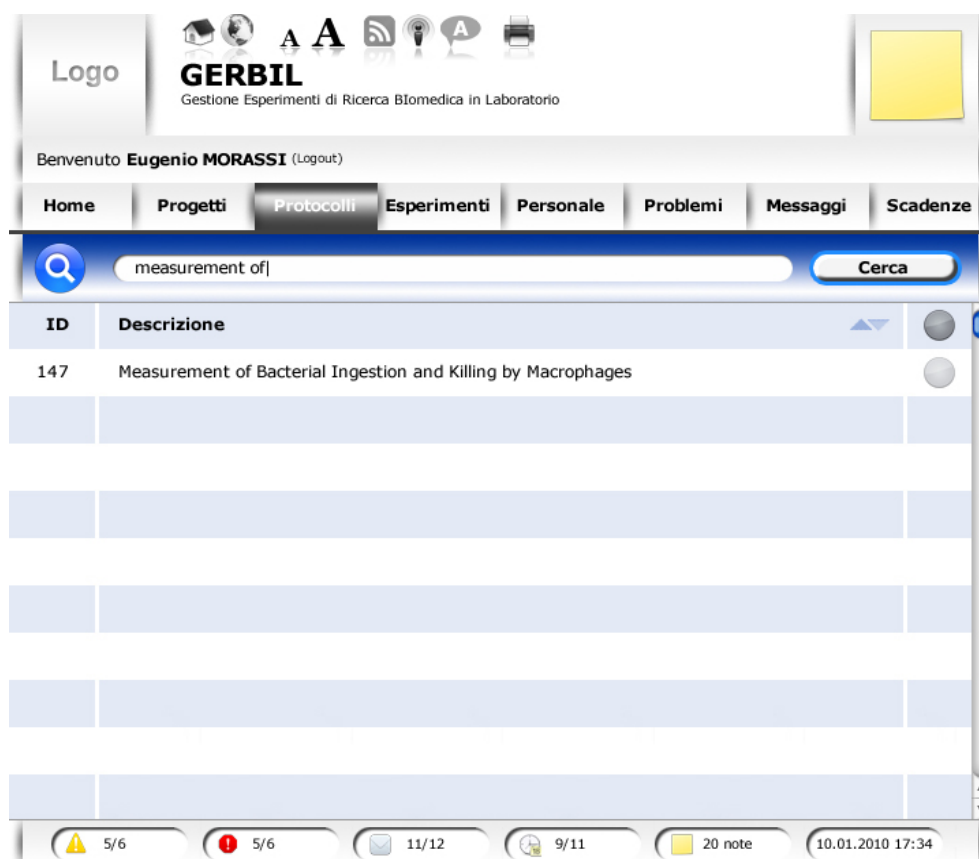 Logo
A A A
GERBIL
Gestione Esperimenti di Ricerca BIomedica in Laboratorio
Benvenuto Eugenio MORASSI (Logout)
Home Progetti Protocolli Esperimenti Personale Problemi Messaggi Scadenze
measurement of Cerca
ID Descrizione
147 Measurement of Bacterial Ingestion and Killing by Macrophages
5/6 5/6 11/12 9/11 20 note 10.01.2010 17:34